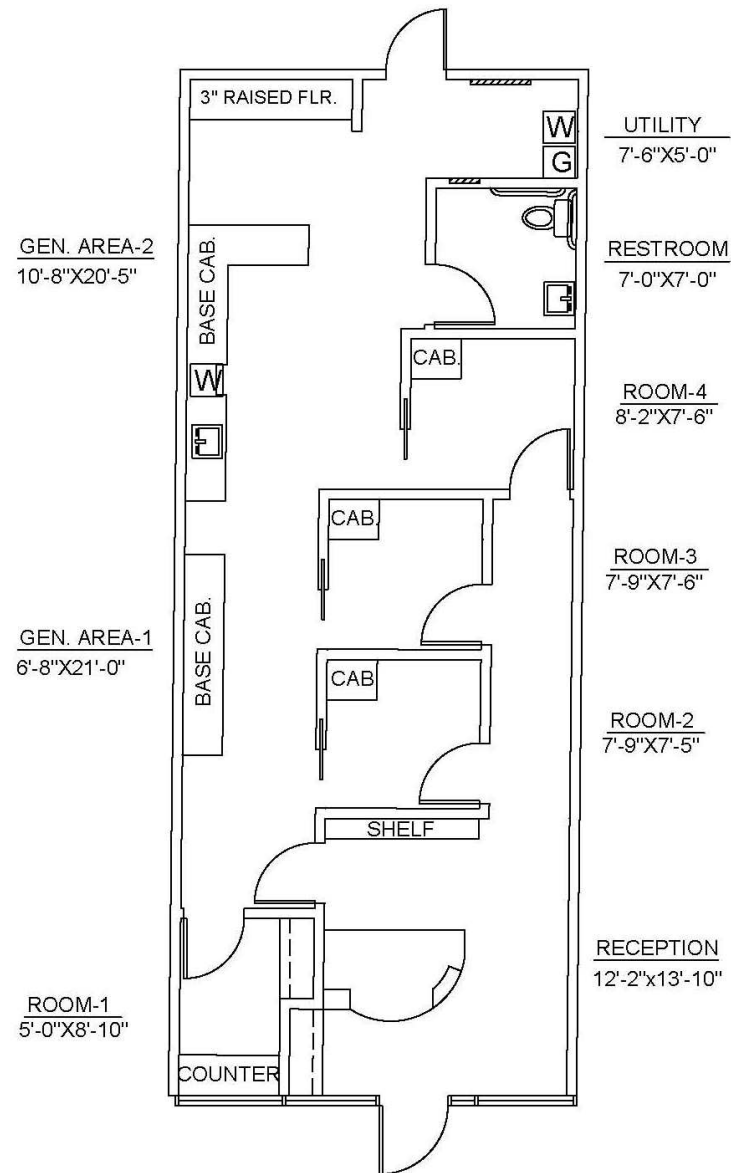 3" RAISED FLR.
W
G
UTILITY
7'-6"X5'-0"
GEN. AREA-2
10'-8"X20'-5"
BASE CAB.
RESTROOM
7'-0"X7'-0"
CAB.
W
ROOM-4
8'-2"X7'-6"
CAB.
ROOM-3
7'-9"X7'-6"
GEN. AREA-1
6'-8"X21'-0"
BASE CAB.
CAB
ROOM-2
7'-9"X7'-5"
SHELF
RECEPTION
12'-2"x13'-10"
ROOM-1
5'-0"X8'-10"
COUNTER